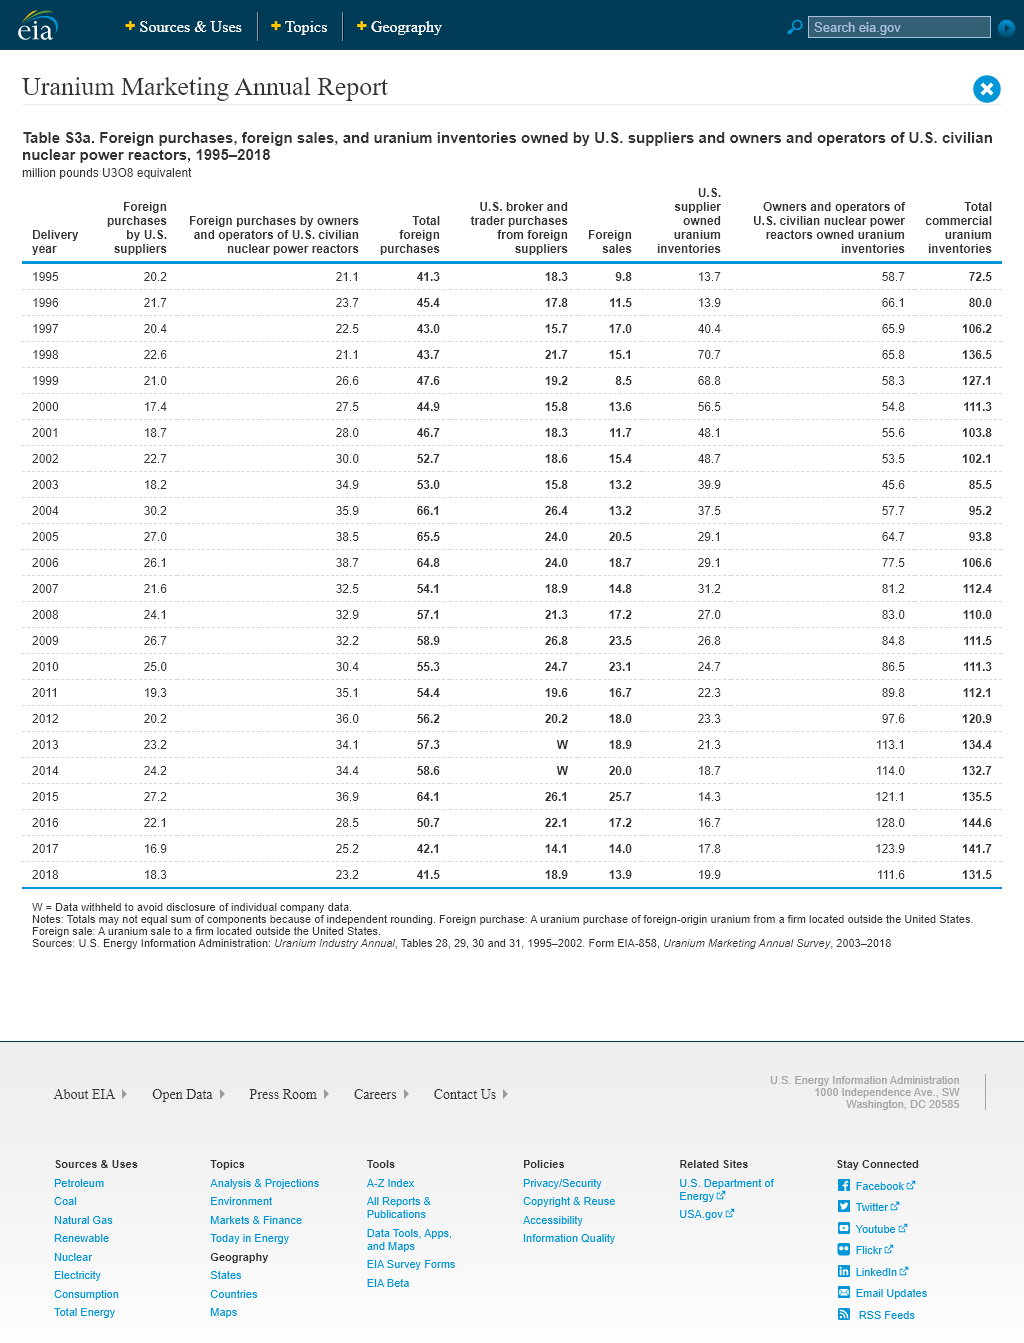 eia
Sources & Uses
Topics
Geography
Search eia.gov
Uranium Marketing Annual Report
Table S3a. Foreign purchases, foreign sales, and uranium inventories owned by U.S. suppliers and owners and operators of U.S. civilian
nuclear power reactors, 1995–2018
million pounds U3O8 equivalent
Delivery year | Foreign purchases by U.S. suppliers | Foreign purchases by owners and operators of U.S. civilian nuclear power reactors | Total foreign purchases | U.S. broker and trader purchases from foreign suppliers | Foreign sales | U.S. supplier owned uranium inventories | Owners and operators of U.S. civilian nuclear power reactors owned uranium inventories | Total commercial uranium inventories
1995 20.2 21.1 41.3 18.3 9.8 13.7 58.7 72.5
1996 21.7 23.7 45.4 17.8 11.5 13.9 66.1 80.0
1997 20.4 22.5 43.0 15.7 17.0 40.4 65.9 106.2
1998 22.6 21.1 43.7 21.7 15.1 70.7 65.8 136.5
1999 21.0 26.6 47.6 19.2 8.5 68.8 58.3 127.1
2000 17.4 27.5 44.9 15.8 13.6 56.5 54.8 111.3
2001 18.7 28.0 46.7 18.3 11.7 48.1 55.6 103.8
2002 22.7 30.0 52.7 18.6 15.4 48.7 53.5 102.1
2003 18.2 34.9 53.0 15.8 13.2 39.9 45.6 85.5
2004 30.2 35.9 66.1 26.4 13.2 37.5 57.7 95.2
2005 27.0 38.5 65.5 24.0 20.5 29.1 64.7 93.8
2006 26.1 38.7 64.8 24.0 18.7 29.1 77.5 106.6
2007 21.6 32.5 54.1 18.9 14.8 31.2 81.2 112.4
2008 24.1 32.9 57.1 21.3 17.2 27.0 83.0 110.0
2009 26.7 32.2 58.9 26.8 23.5 26.8 84.8 111.5
2010 25.0 30.4 55.3 24.7 23.1 24.7 86.5 111.3
2011 19.3 35.1 54.4 19.6 16.7 22.3 89.8 112.1
2012 20.2 36.0 56.2 20.2 18.0 23.3 97.6 120.9
2013 23.2 34.1 57.3 W 18.9 21.3 113.1 134.4
2014 24.2 34.4 58.6 W 20.0 18.7 114.0 132.7
2015 27.2 36.9 64.1 26.1 25.7 14.3 121.1 135.5
2016 22.1 28.5 50.7 22.1 17.2 16.7 128.0 144.6
2017 16.9 25.2 42.1 14.1 14.0 17.8 123.9 141.7
2018 18.3 23.2 41.5 18.9 13.9 19.9 111.6 131.5
W = Data withheld to avoid disclosure of individual company data.
Notes: Totals may not equal sum of components because of independent rounding. Foreign purchase: A uranium purchase of foreign-origin uranium from a firm located outside the United States.
Foreign sale: A uranium sale to a firm located outside the United States.
Sources: U.S. Energy Information Administration: Uranium Industry Annual, Tables 28, 29, 30 and 31, 1995–2002. Form EIA-858, Uranium Marketing Annual Survey, 2003–2018
About EIA
Open Data
Press Room
Careers
Contact Us
U.S. Energy Information Administration
1000 Independence Ave., SW
Washington, DC 20585
Sources & Uses
Petroleum
Coal
Natural Gas
Renewable
Nuclear
Electricity
Consumption
Total Energy
Topics
Analysis & Projections
Environment
Markets & Finance
Today in Energy
Geography
States
Countries
Maps
Tools
A-Z Index
All Reports &
Publications
Data Tools, Apps,
and Maps
EIA Survey Forms
EIA Beta
Policies
Privacy/Security
Copyright & Reuse
Accessibility
Information Quality
Related Sites
U.S. Department of
Energy
USA.gov
Stay Connected
Facebook
Twitter
Youtube
Flickr
LinkedIn
Email Updates
RSS Feeds